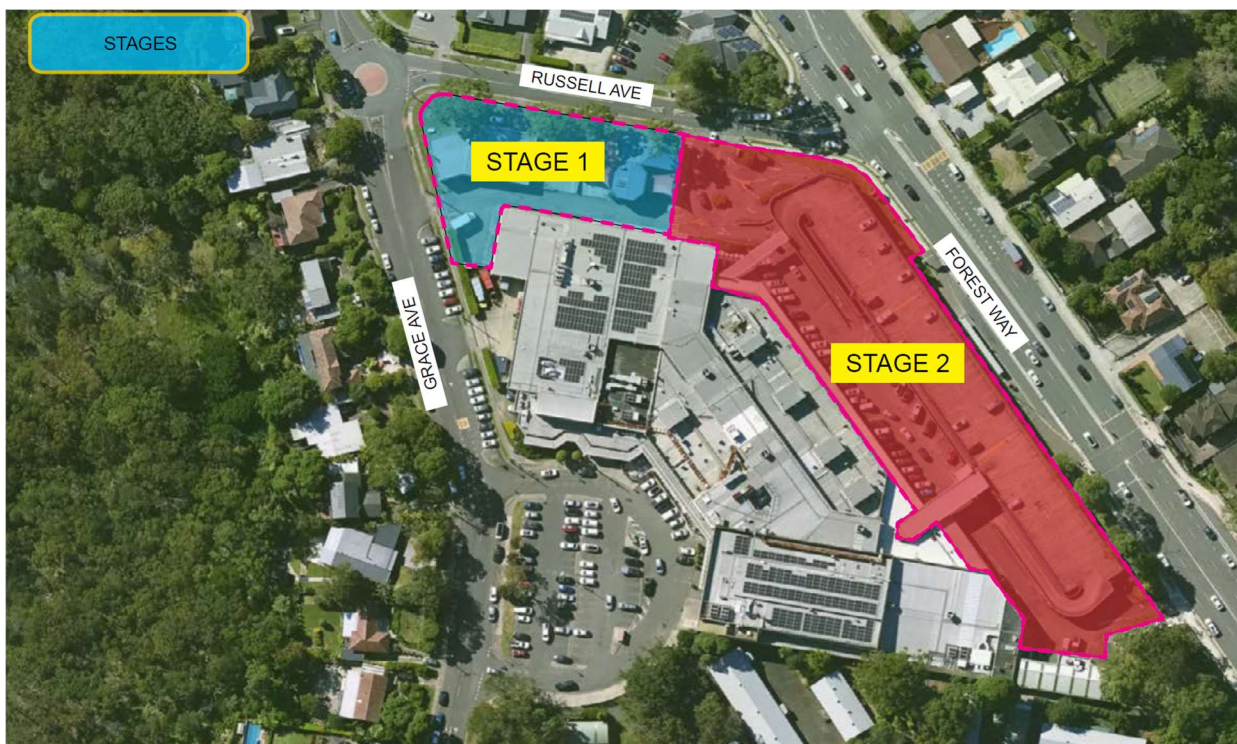 STAGES
RUSSELL AVE
STAGE 1
FOREST WAY
GRACE AVE
STAGE 2